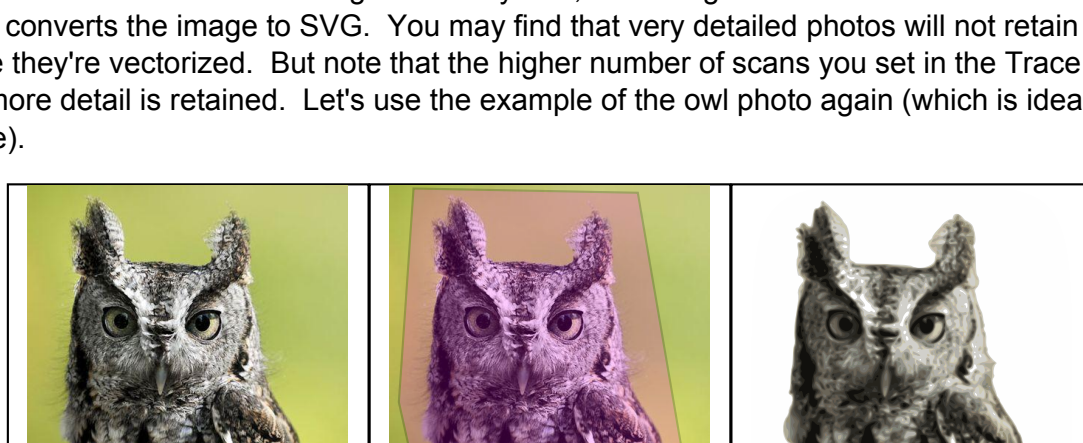 converts the image to SVG.  You may find that very detailed photos will not retain
they're vectorized.  But note that the higher number of scans you set in the Trace
more detail is retained.  Let's use the example of the owl photo again (which is idea
e).